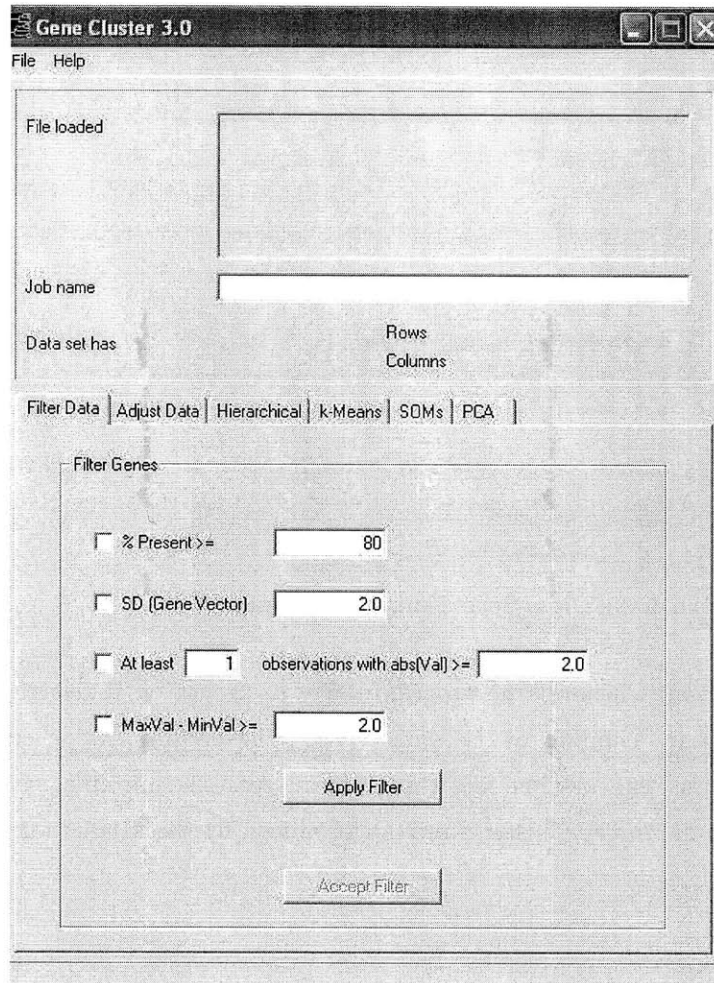 Gene Cluster 3.0
File Help
File loaded
Job name
Data set has
Rows
Columns
Filter Data Adjust Data Hierarchical k-Means SOMs PCA
Filter Genes
% Present >= 80
SD (Gene Vector) 2.0
At least 1 observations with abs(Val) >= 2.0
MaxVal - MinVal >= 2.0
Apply Filter
Accept Filter